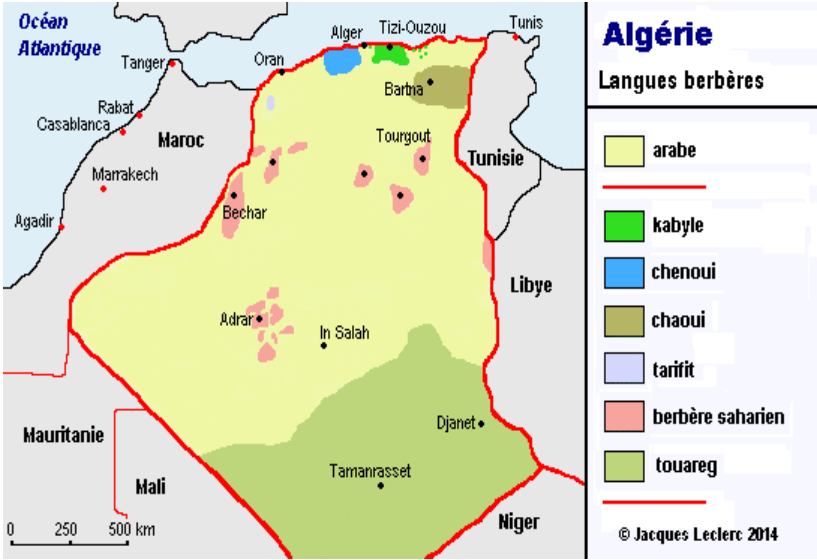 Océan
Atlantique
Tanger
Rabat
Casablanca
Maroc
Marrakech
Agadir
Oran
Alger
Tizi-Ouzou
Tunis
Bartna
Tourgout
Tunisie
Bechar
Libye
Adrar
In Salah
Djanet
Tamanrasset
Mauritanie
Mali
Niger
0 250 500 km
Algérie
Langues berbères
arabe
kabyle
chenoui
chaoui
tarifit
berbère saharien
touareg
© Jacques Leclerc 2014